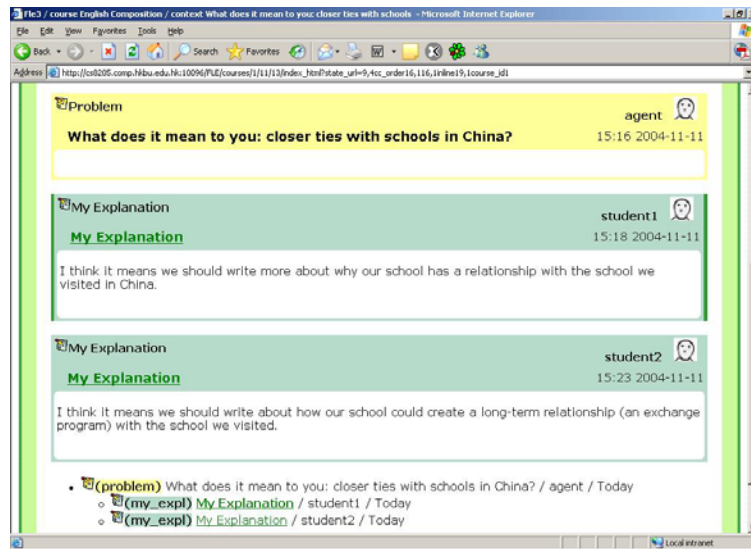 Fle3 / course English Composition / context What does it mean to you: closer ties with schools - Microsoft Internet Explorer
File Edit View Favorites Tools Help
Back Search Favorites
Address http://cs8205.comp.hkbu.edu.hk:10096/FLE/courses/1/11/13/index_html?state_url=9,4cc_order16,116,1inline19,1course_id1
Problem
agent
What does it mean to you: closer ties with schools in China?
15:16 2004-11-11
My Explanation
student1
My Explanation
15:18 2004-11-11
I think it means we should write more about why our school has a relationship with the school we
visited in China.
My Explanation
student2
My Explanation
15:23 2004-11-11
I think it means we should write about how our school could create a long-term relationship (an exchange
program) with the school we visited.
(problem) What does it mean to you: closer ties with schools in China? / agent / Today
(my_expl) My Explanation / student1 / Today
(my_expl) My Explanation / student2 / Today
Local intranet